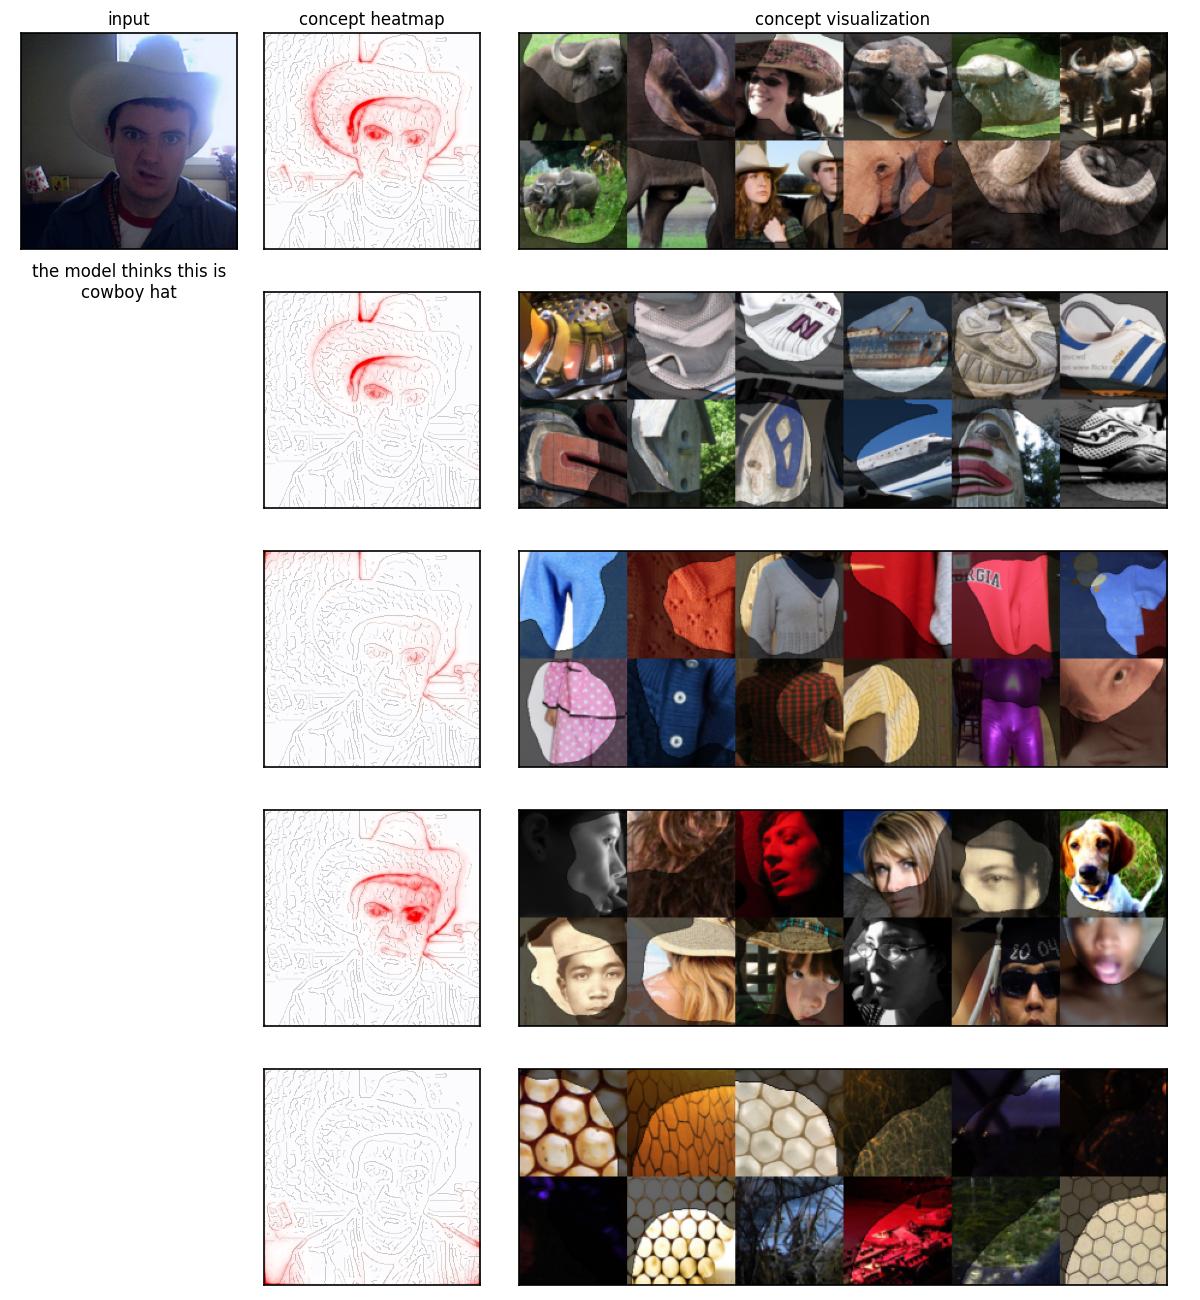 input
concept heatmap
concept visualization
the model thinks this is
cowboy hat
N
RGIA
20 04